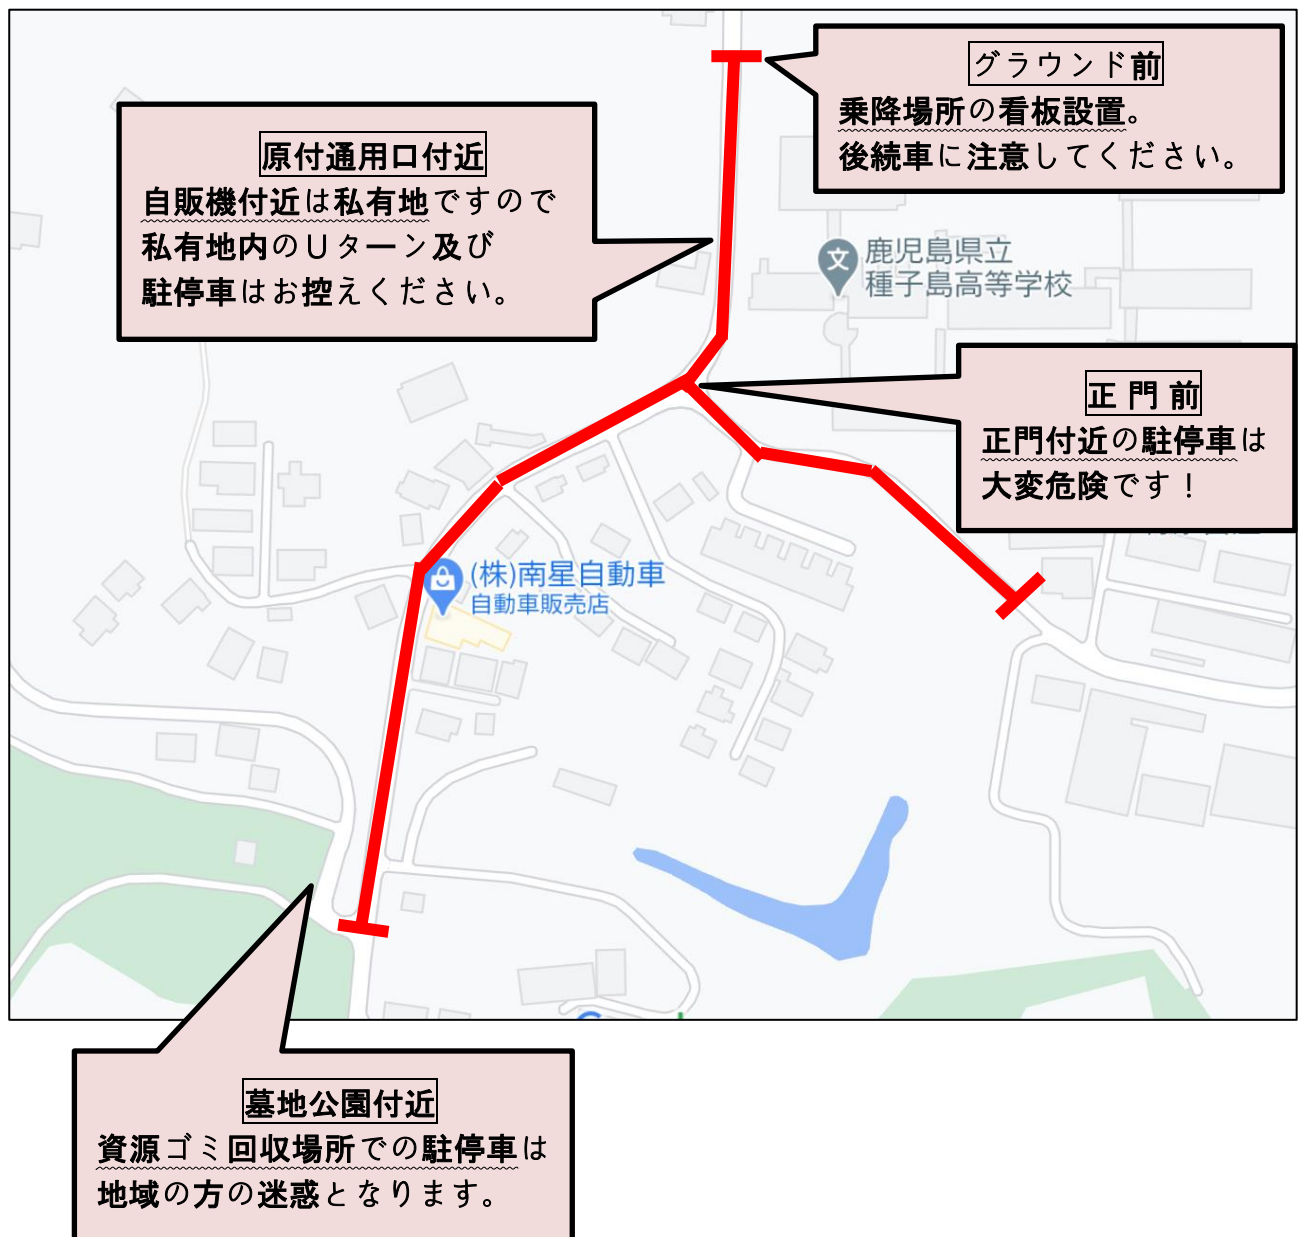 グラウンド前
乗降場所の看板設置。
後続車に注意してください。
原付通用口付近
自販機付近は私有地ですので
私有地内のUターン及び
駐停車はお控えください。
鹿児島県立
種子島高等学校
正門前
正門付近の駐停車は
大変危険です！
(株)南星自動車
自動車販売店
墓地公園付近
資源ゴミ回収場所での駐停車は
地域の方の迷惑となります。